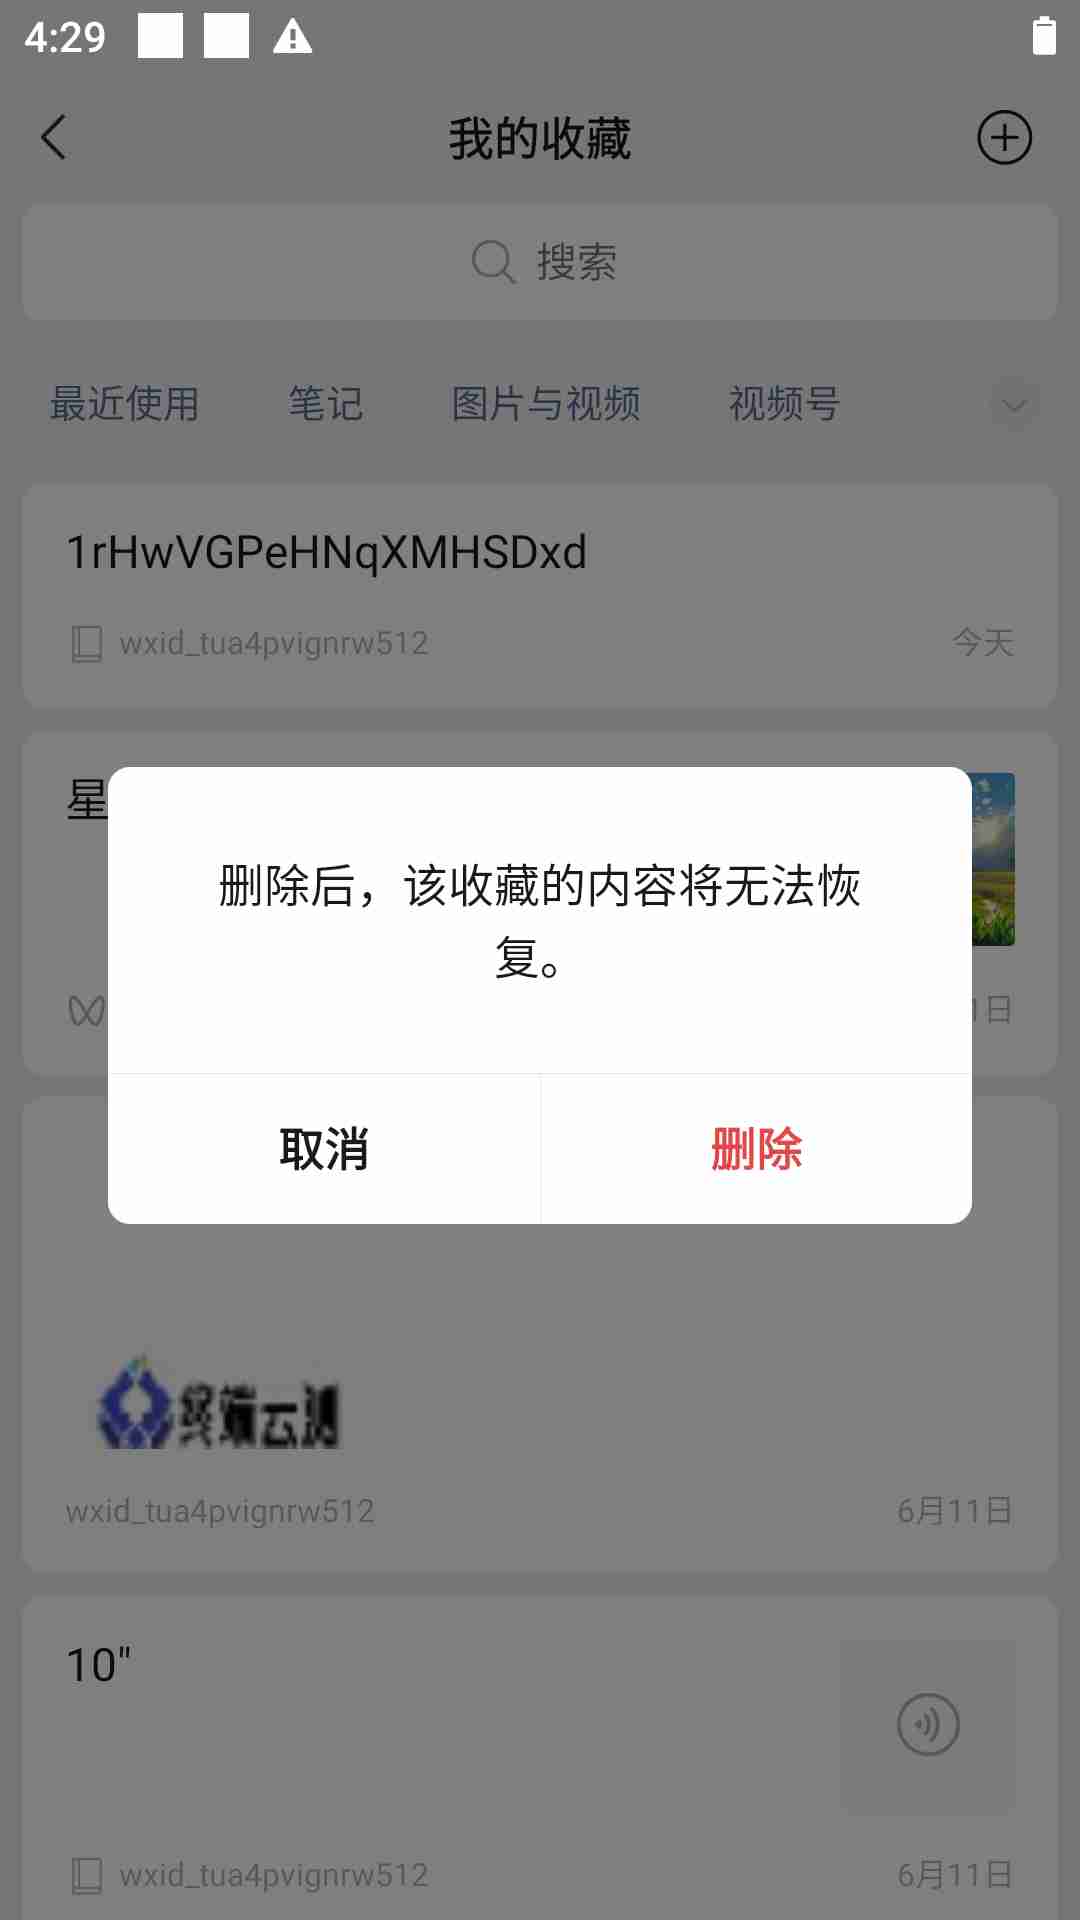 4:29
我的收藏
搜索
最近使用 笔记 图片与视频 视频号
1rHwVGPeHNqXMHSDxd
wxid_tua4pvignrw512 今天
星
删除后，该收藏的内容将无法恢
复。
1日
取消 删除
终端云测
wxid_tua4pvignrw512 6月11日
10"
wxid_tua4pvignrw512 6月11日